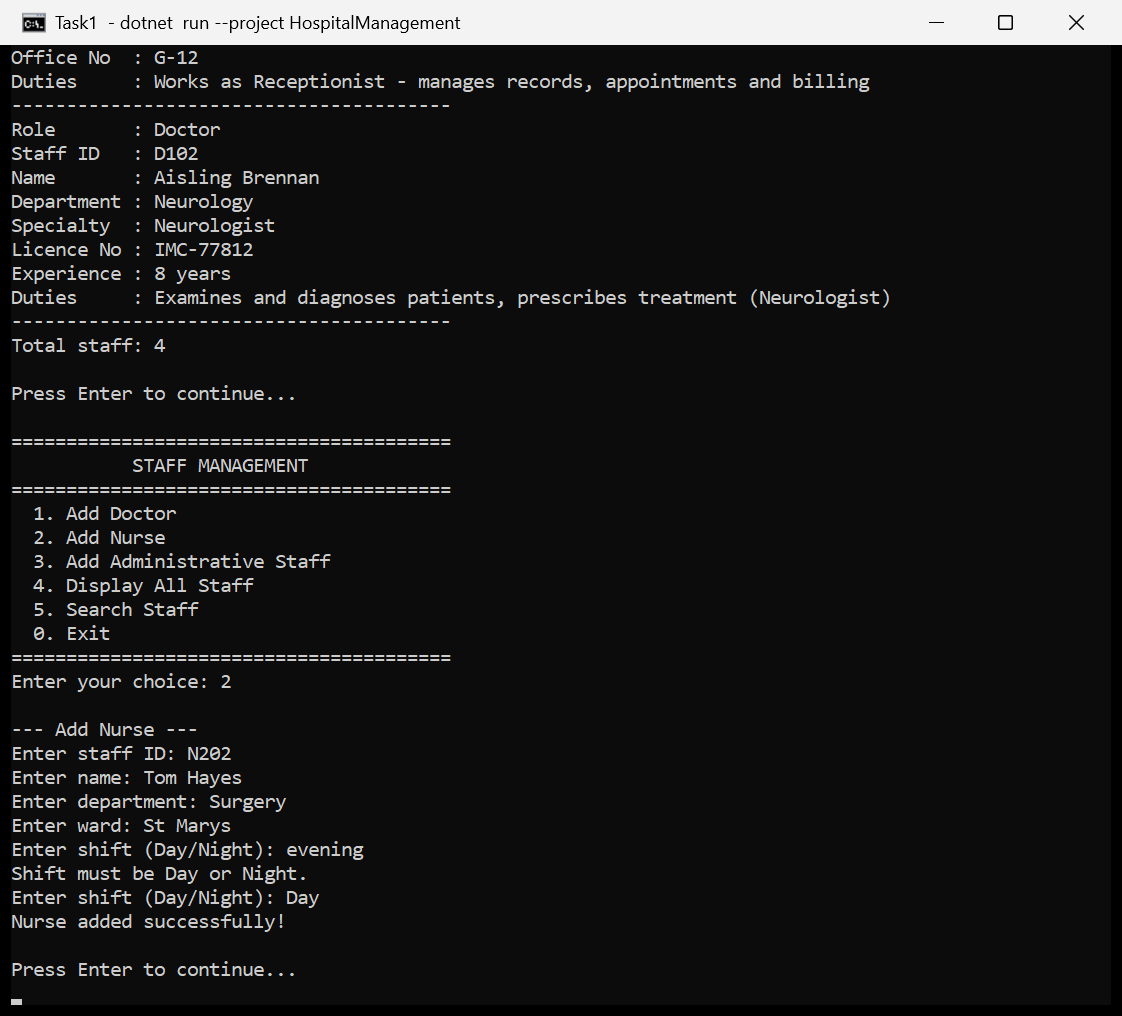 Task1  - dotnet  run --project HospitalManagement
Office No  : G-12
Duties     : Works as Receptionist - manages records, appointments and billing
----------------------------------------
Role       : Doctor
Staff ID   : D102
Name       : Aisling Brennan
Department : Neurology
Specialty  : Neurologist
Licence No : IMC-77812
Experience : 8 years
Duties     : Examines and diagnoses patients, prescribes treatment (Neurologist)
----------------------------------------
Total staff: 4

Press Enter to continue...

========================================
           STAFF MANAGEMENT
========================================
  1. Add Doctor
  2. Add Nurse
  3. Add Administrative Staff
  4. Display All Staff
  5. Search Staff
  0. Exit
========================================
Enter your choice: 2

--- Add Nurse ---
Enter staff ID: N202
Enter name: Tom Hayes
Enter department: Surgery
Enter ward: St Marys
Enter shift (Day/Night): evening
Shift must be Day or Night.
Enter shift (Day/Night): Day
Nurse added successfully!

Press Enter to continue...